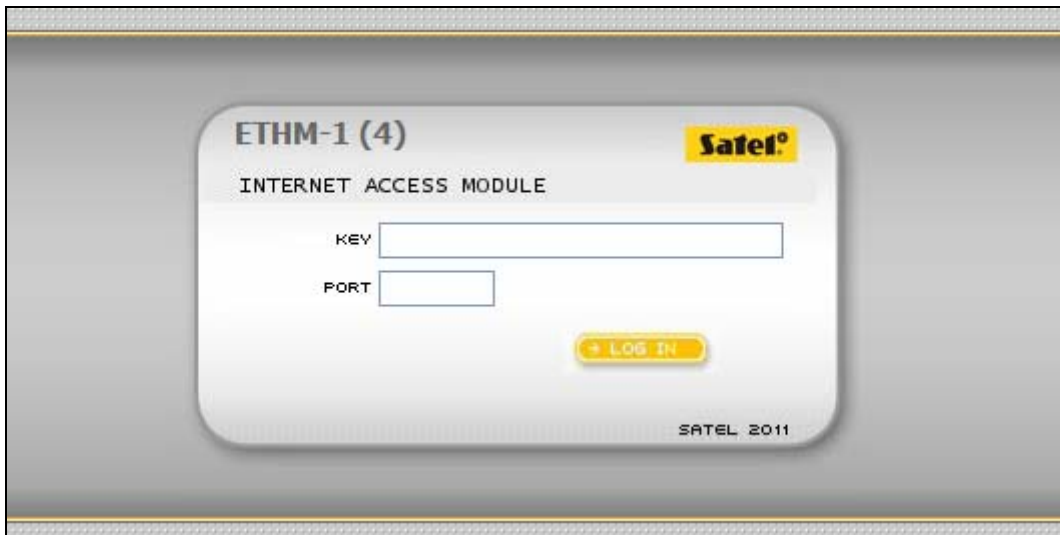 ETHM-1 (4)
Satel.®
INTERNET ACCESS MODULE
KEY
PORT
→ LOG IN
SATEL 2011